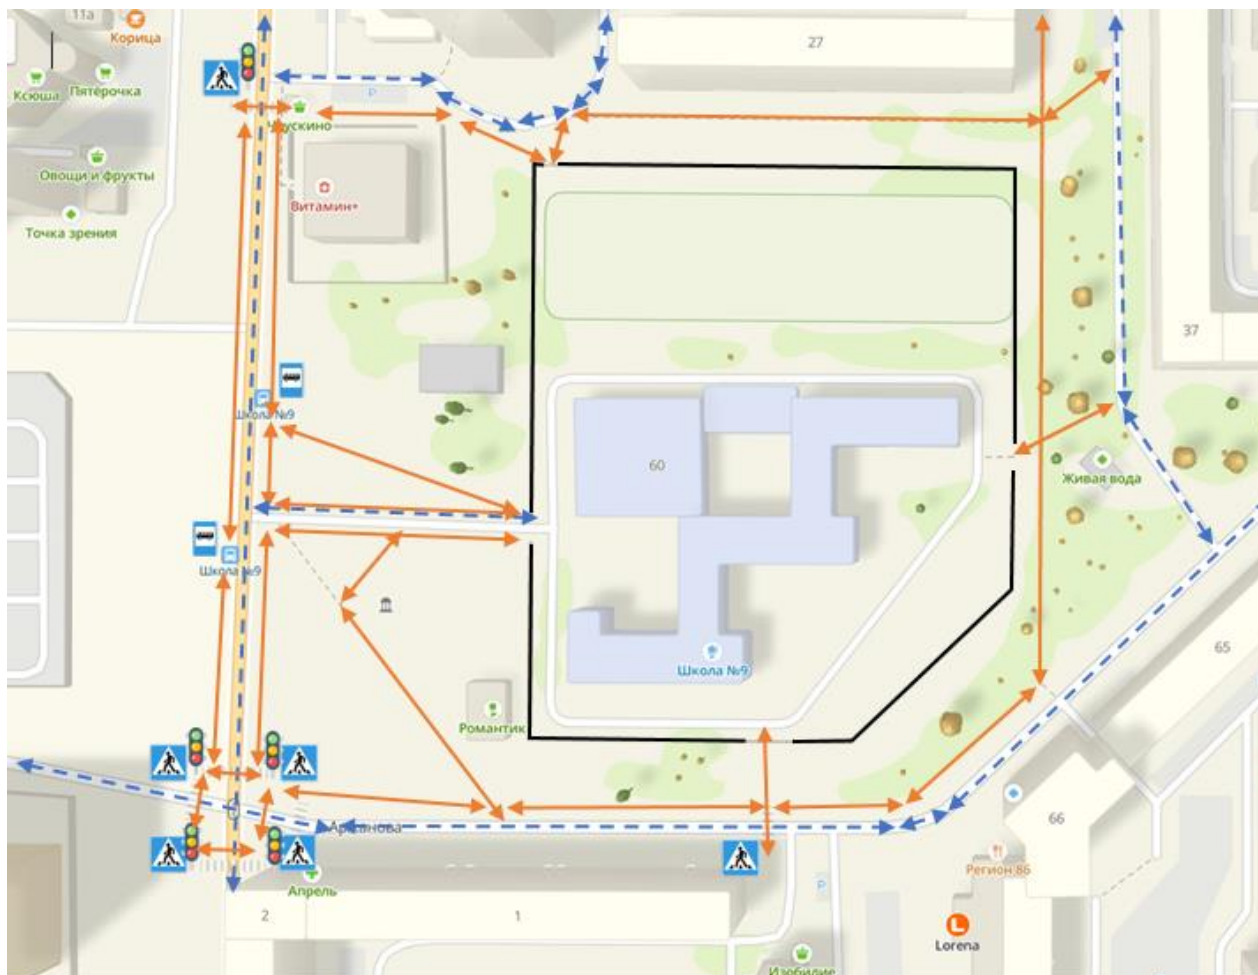 11а
Корица
27
Ксюша
Пятёрочка
P
Овощи и фрукты
Витамин+
Точка зрения
37
Школа №9
60
Живая вода
Школа №9
65
Школа №9
Романтик
66
Регион 86
Апрель
P
2
1
Lorena
Изобилие